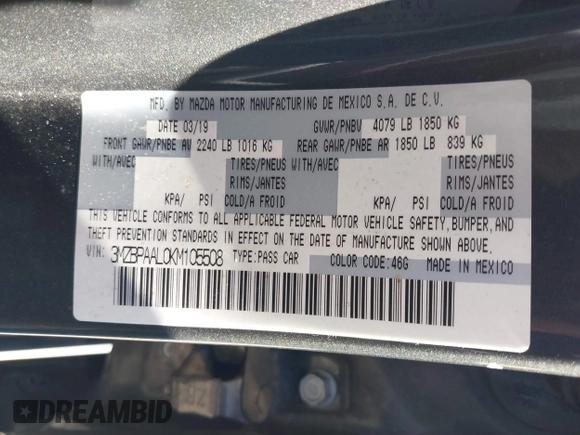 MFD. BY MAZDA MOTOR MANUFACTURING DE MEXICO S.A. DE C.V.
DATE 03/19 GVWR/PNBV 4079 LB 1850 KG
FRONT GAWR/PNBE AV 2240 LB 1016 KG REAR GAWR/PNBE AR 1850 LB 839 KG
WITH/AVEC TIRES/PNEUS WITH/AVEC TIRES/PNEUS
RIMS/JANTES RIMS/JANTES
KPA/ PSI COLD/A FROID KPA/ PSI COLD/A FROID
THIS VEHICLE CONFORMS TO ALL APPLICABLE FEDERAL MOTOR VEHICLE SAFETY, BUMPER, AND
THEFT PREVENTION STANDARDS IN EFFECT ON THE DATE OF MANUFACTURE SHOWN ABOVE.
VIN: 3MZBPAAL0KM105508 TYPE:PASS CAR COLOR CODE:46G MADE IN MEXICO
DREAMBID